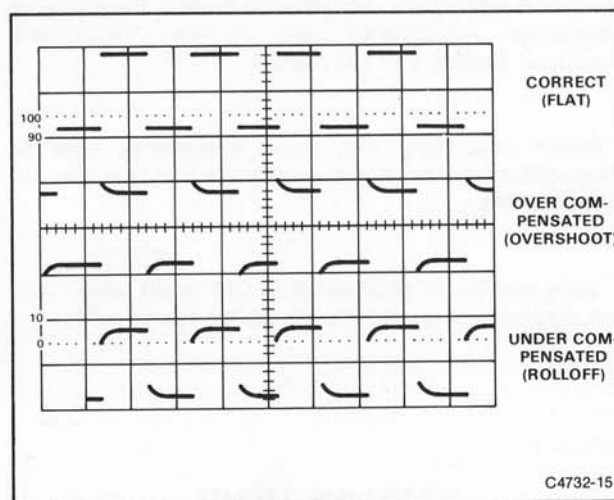 CORRECT
(FLAT)
100
90
OVER COM-
PENSATED
(OVERSHOOT)
10
0
UNDER COM-
PENSATED
(ROLLOFF)
C4732-15